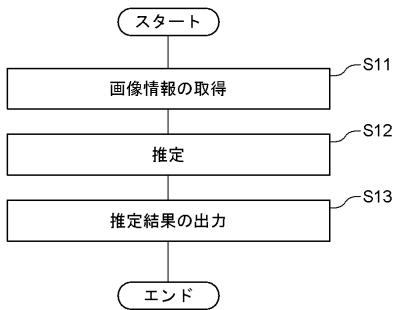 スタート
S11
画像情報の取得
S12
推定
S13
推定結果の出力
エンド